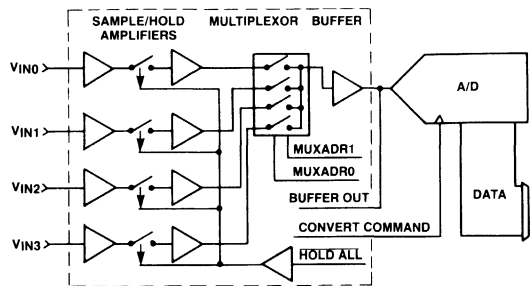 SAMPLE/HOLD
AMPLIFIERS
MULTIPLEXOR
BUFFER
VIN0
A/D
VIN1
MUXADR1
MUXADR0
VIN2
BUFFER OUT
DATA
CONVERT COMMAND
VIN3
HOLD ALL